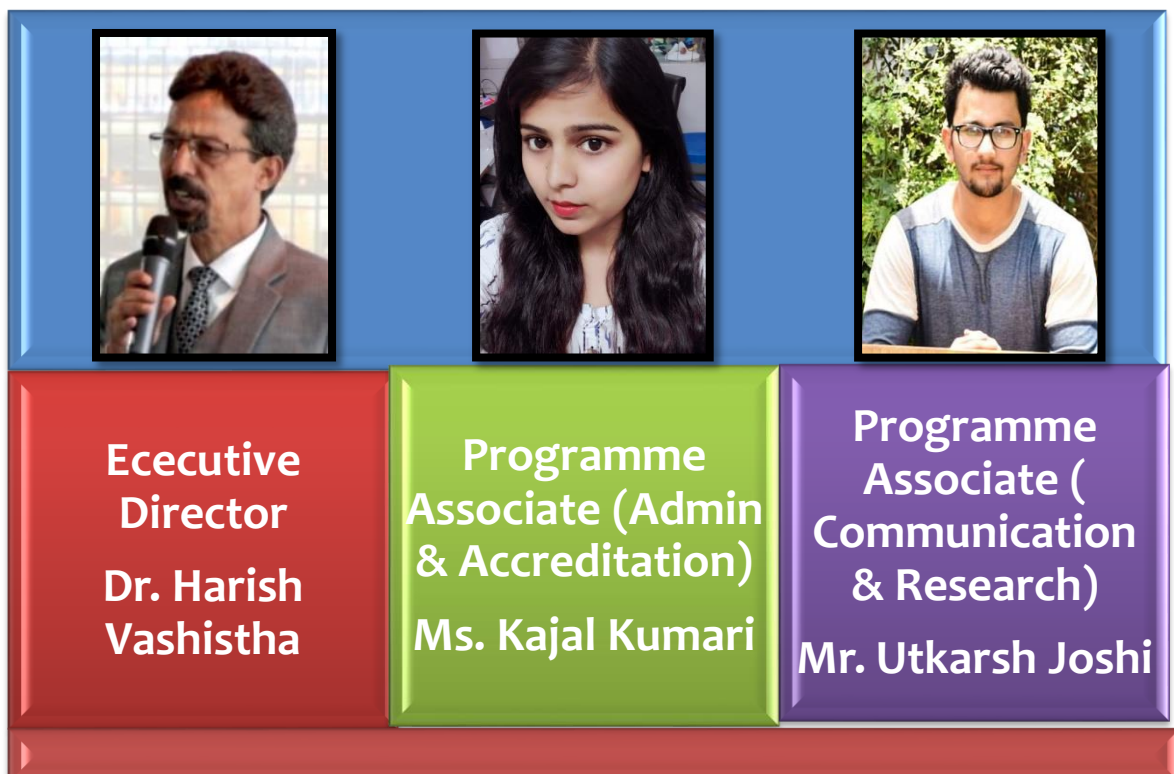 Ececutive
Director
Dr. Harish
Vashistha
Programme
Associate (Admin
& Accreditation)
Ms. Kajal Kumari
Programme
Associate (
Communication
& Research)
Mr. Utkarsh Joshi